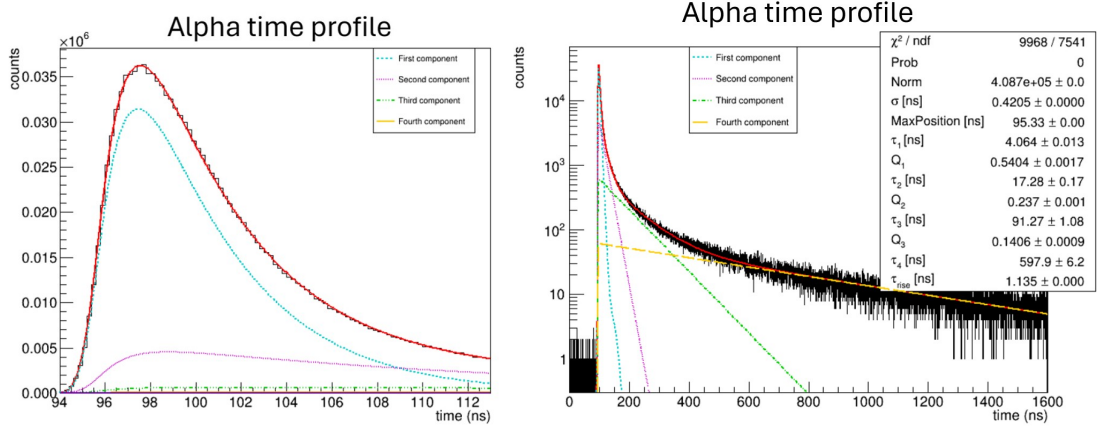 Alpha time profile
×10⁶
counts
0.035
0.030
0.025
0.020
0.015
0.010
0.005
0.000
94 96 98 100 102 104 106 108 110 112
time (ns)
First component
Second component
Third component
Fourth component
Alpha time profile
counts
10⁴
10³
10²
10
1
0 200 400 600 800 1000 1200 1400 1600
time (ns)
First component
Second component
Third component
Fourth component
χ² / ndf 9968 / 7541
Prob 0
Norm 4.087e+05 ± 0.0
σ [ns] 0.4205 ± 0.0000
MaxPosition [ns] 95.33 ± 0.00
τ₁ [ns] 4.064 ± 0.013
Q₁ 0.5404 ± 0.0017
τ₂ [ns] 17.28 ± 0.17
Q₂ 0.237 ± 0.001
τ₃ [ns] 91.27 ± 1.08
Q₃ 0.1406 ± 0.0009
τ₄ [ns] 597.9 ± 6.2
τrise [ns] 1.135 ± 0.000